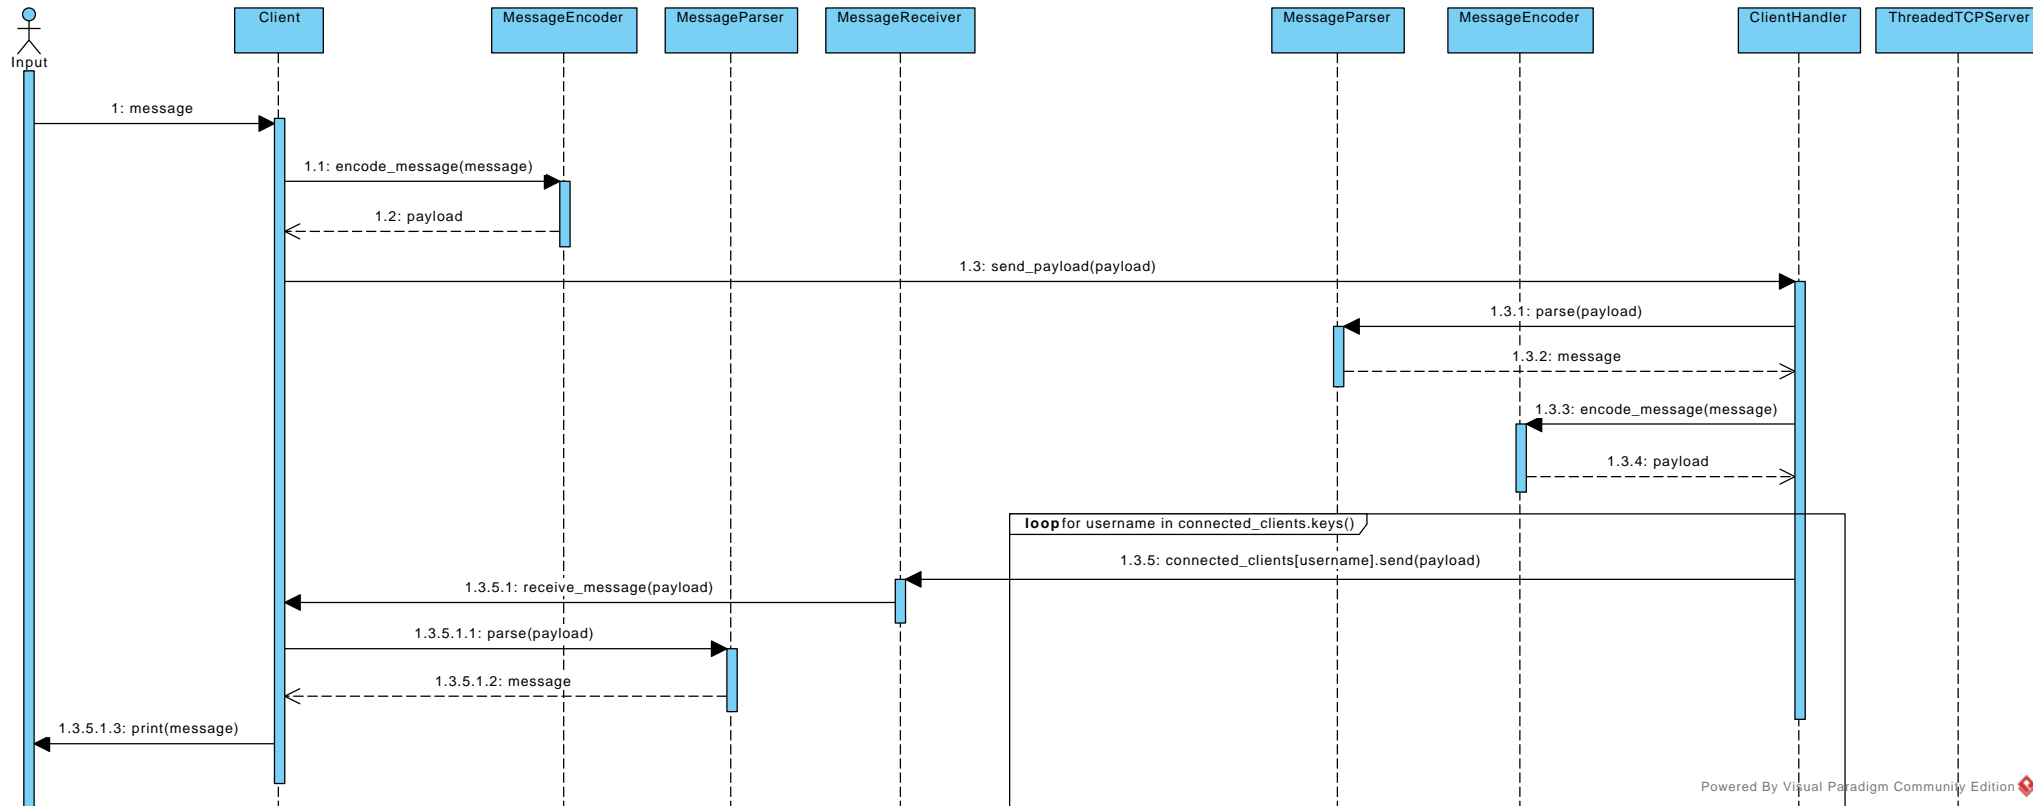 Client
MessageEncoder
MessageParser
MessageReceiver
MessageParser
MessageEncoder
ClientHandler
ThreadedTCPServer
Input
1: message
1.1: encode_message(message)
1.2: payload
1.3: send_payload(payload)
1.3.1: parse(payload)
1.3.2: message
1.3.3: encode_message(message)
1.3.4: payload
loop for username in connected_clients.keys()
1.3.5: connected_clients[username].send(payload)
1.3.5.1: receive_message(payload)
1.3.5.1.1: parse(payload)
1.3.5.1.2: message
1.3.5.1.3: print(message)
Powered By Visual Paradigm Community Edition